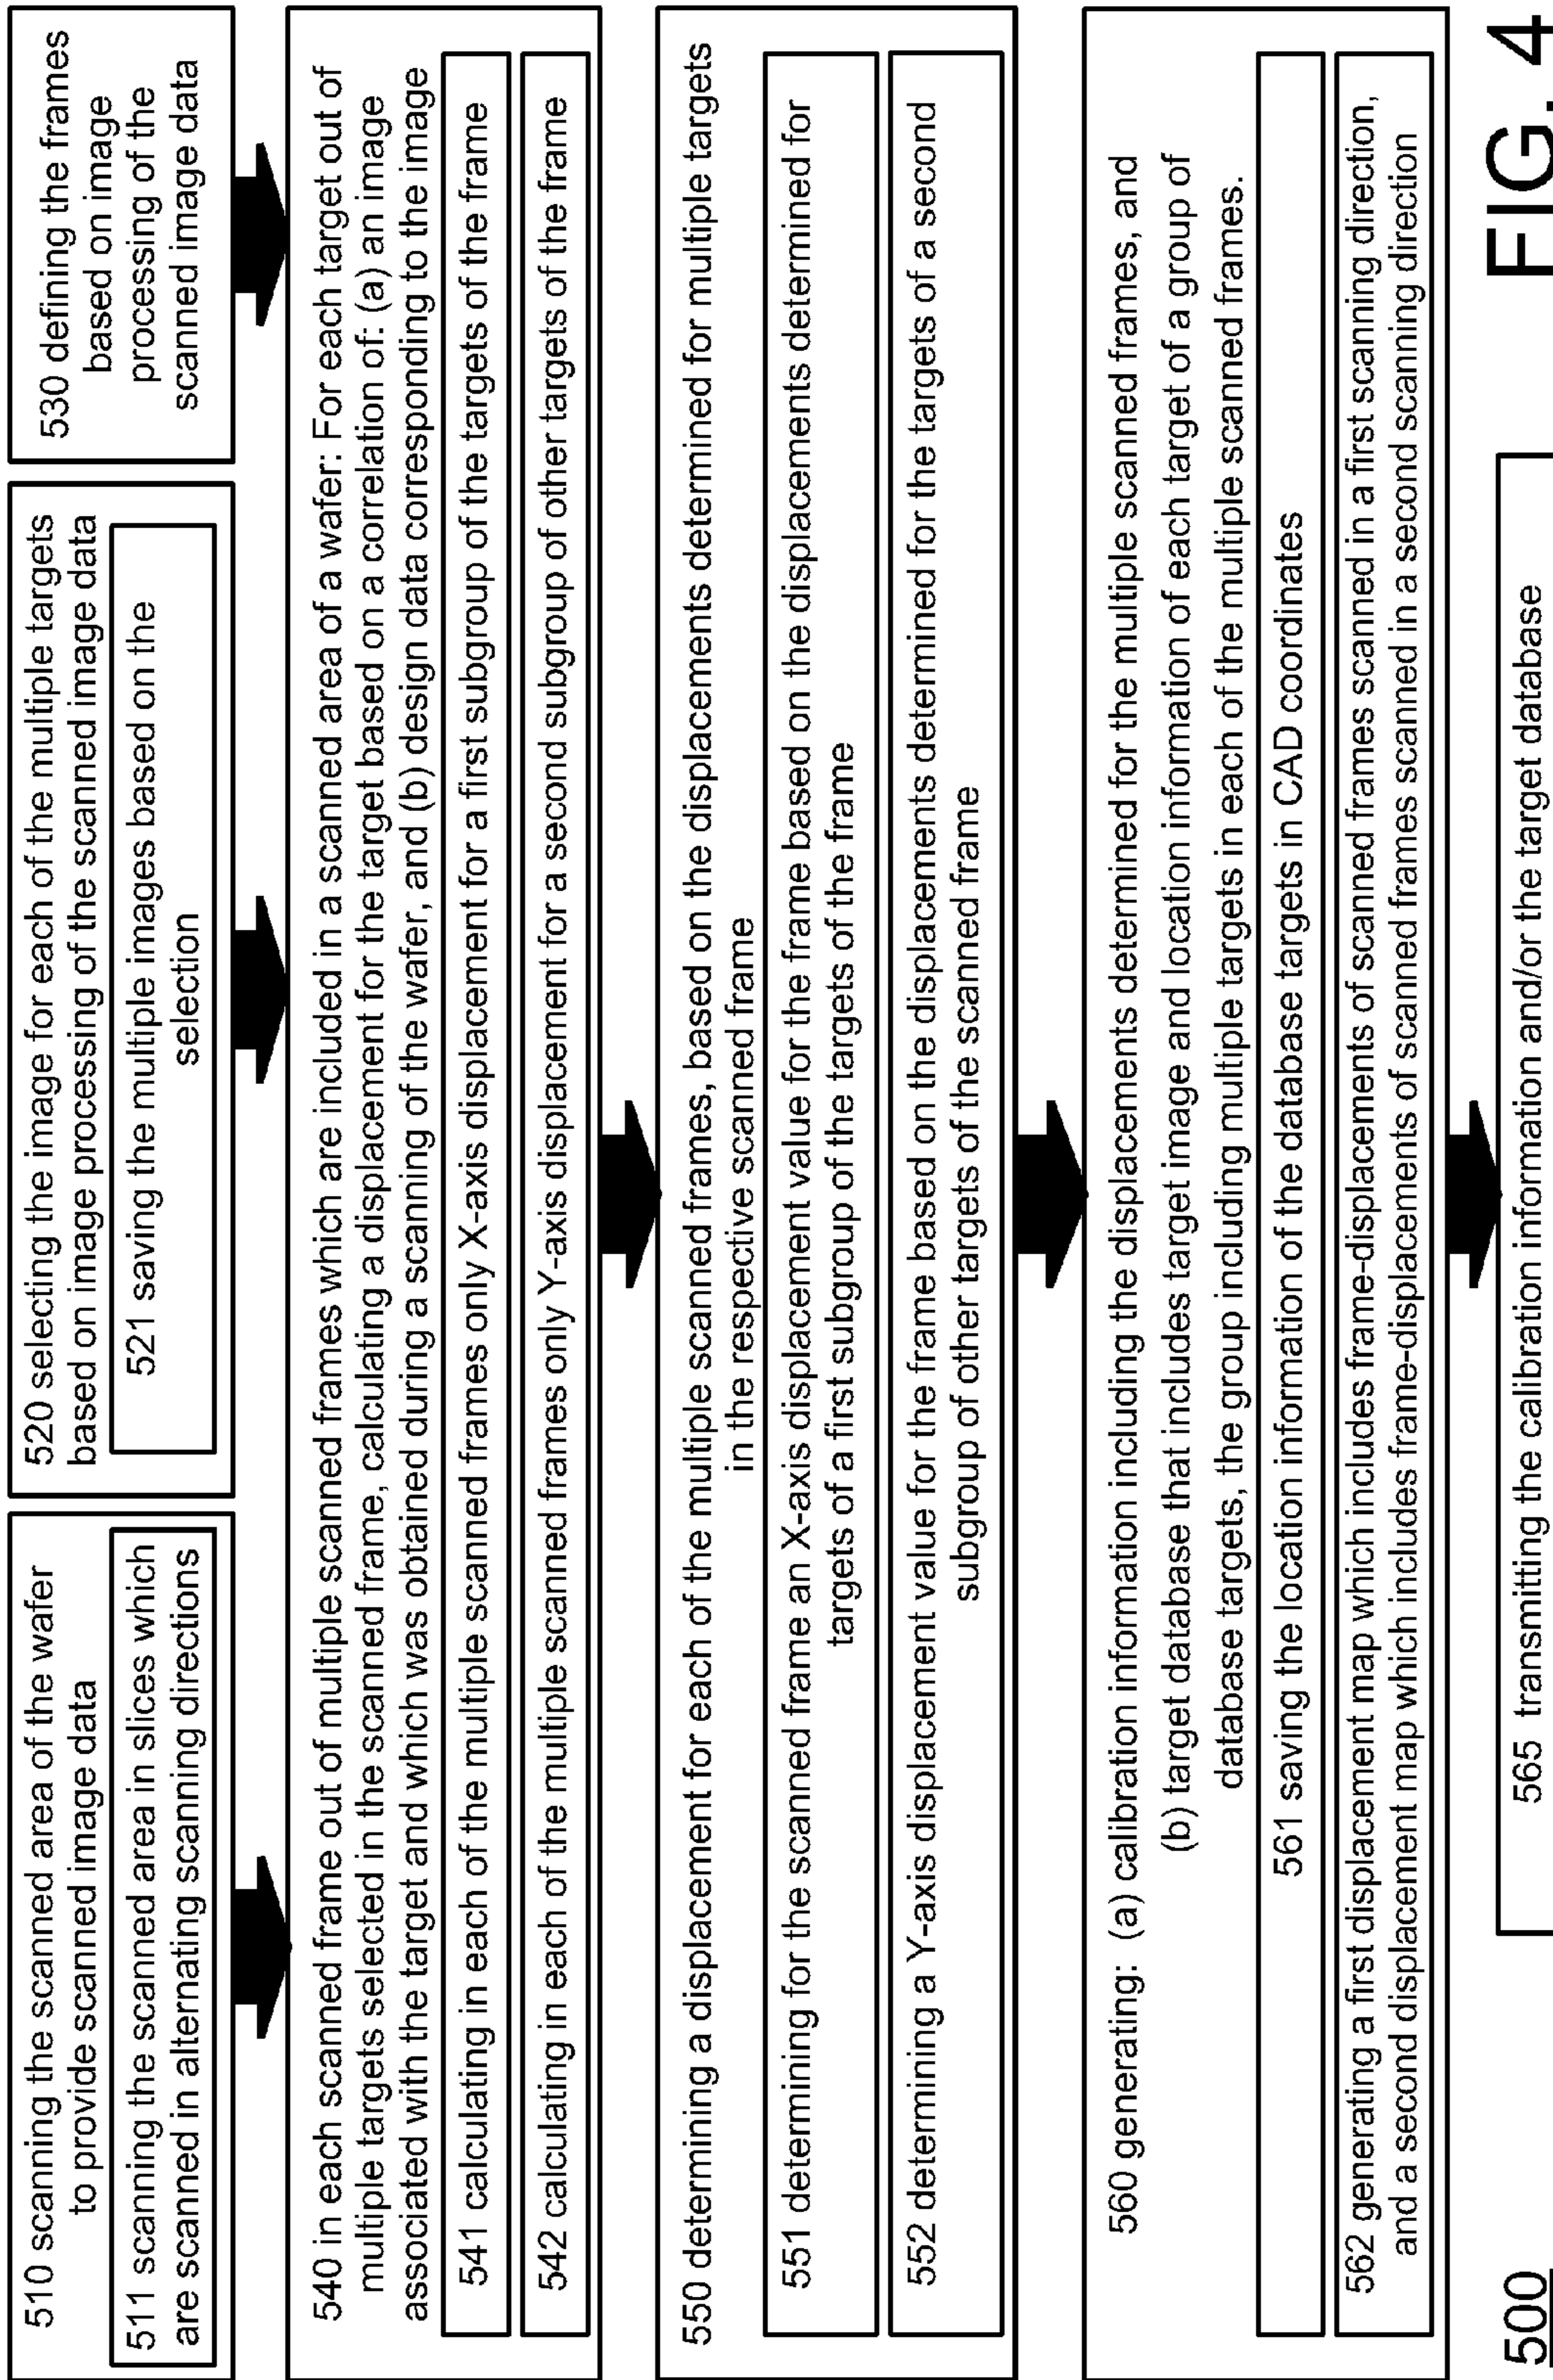 510 scanning the scanned area of the wafer
to provide scanned image data
511 scanning the scanned area in slices which
are scanned in alternating scanning directions
520 selecting the image for each of the multiple targets
based on image processing of the scanned image data
521 saving the multiple images based on the
selection
530 defining the frames
based on image
processing of the
scanned image data
540 in each scanned frame out of multiple scanned frames which are included in a scanned area of a wafer: For each target out of
multiple targets selected in the scanned frame, calculating a displacement for the target based on a correlation of: (a) an image
associated with the target and which was obtained during a scanning of the wafer, and (b) design data corresponding to the image
541 calculating in each of the multiple scanned frames only X-axis displacement for a first subgroup of the targets of the frame
542 calculating in each of the multiple scanned frames only Y-axis displacement for a second subgroup of other targets of the frame
550 determining a displacement for each of the multiple scanned frames, based on the displacements determined for multiple targets
in the respective scanned frame
551 determining for the scanned frame an X-axis displacement value for the frame based on the displacements determined for
targets of a first subgroup of the targets of the frame
552 determining a Y-axis displacement value for the frame based on the displacements determined for the targets of a second
subgroup of other targets of the scanned frame
560 generating: (a) calibration information including the displacements determined for the multiple scanned frames, and
(b) target database that includes target image and location information of each target of a group of
database targets, the group including multiple targets in each of the multiple scanned frames.
561 saving the location information of the database targets in CAD coordinates
562 generating a first displacement map which includes frame-displacements of scanned frames scanned in a first scanning direction,
and a second displacement map which includes frame-displacements of scanned frames scanned in a second scanning direction
565 transmitting the calibration information and/or the target database
500
FIG. 4